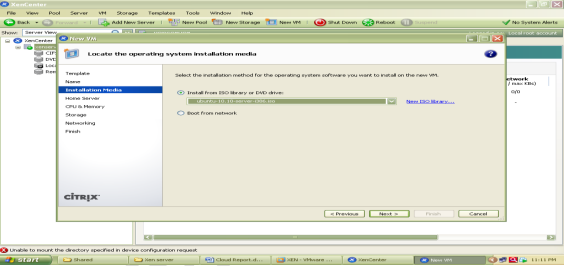 XenCenter
File View Pool Server VM Storage Templates Tools Window Help
Back Forward Add New Server New Pool New Storage New VM Shut Down Reboot Suspend No System Alerts
Show: Server View Local root account
XenCenter
New VM
Locate the operating system installation media
Template
Name
Installation Media
Home Server
CPU & Memory
Storage
Networking
Finish
CITRIX
Select the installation method for the operating system software you want to install on the new VM.
Install from ISO library or DVD drive:
ubuntu-10.10-server-i386.iso
New ISO library...
Boot from network
< Previous Next > Finish Cancel
0/0
-
Unable to mount the directory specified in device configuration request
start Shared Xen server Cloud Report.d... XEN - VMware ... XenCenter New VM 11:11 PM